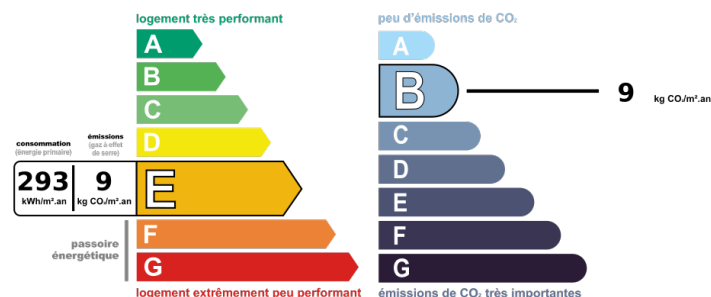 logement très performant
A
B
C
D
consommation
(énergie primaire)
émissions
(gaz à effet
de serre)
293
kWh/m².an
9
kg CO₂/m².an
E
passoire
énergétique
F
G
logement extrêmement peu performant
peu d'émissions de CO₂
A
B
9
kg CO₂/m².an
C
D
E
F
G
émissions de CO₂ très importantes